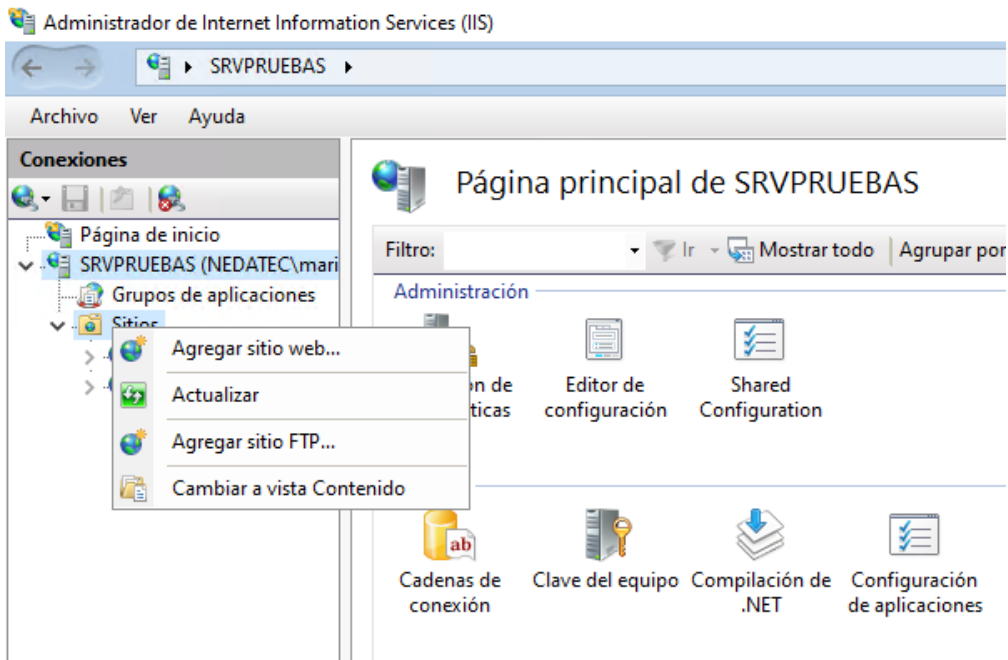 Administrador de Internet Information Services (IIS)
SRVPRUEBAS
Archivo Ver Ayuda
Conexiones
Página de inicio
SRVPRUEBAS (NEDATEC\mari
Grupos de aplicaciones
Sitios
Agregar sitio web...
Actualizar
Agregar sitio FTP...
Cambiar a vista Contenido
Página principal de SRVPRUEBAS
Filtro: Ir Mostrar todo Agrupar por
Administración
n de
ticas
Editor de
configuración
Shared
Configuration
Cadenas de
conexión
Clave del equipo
Compilación de
.NET
Configuración
de aplicaciones
ab